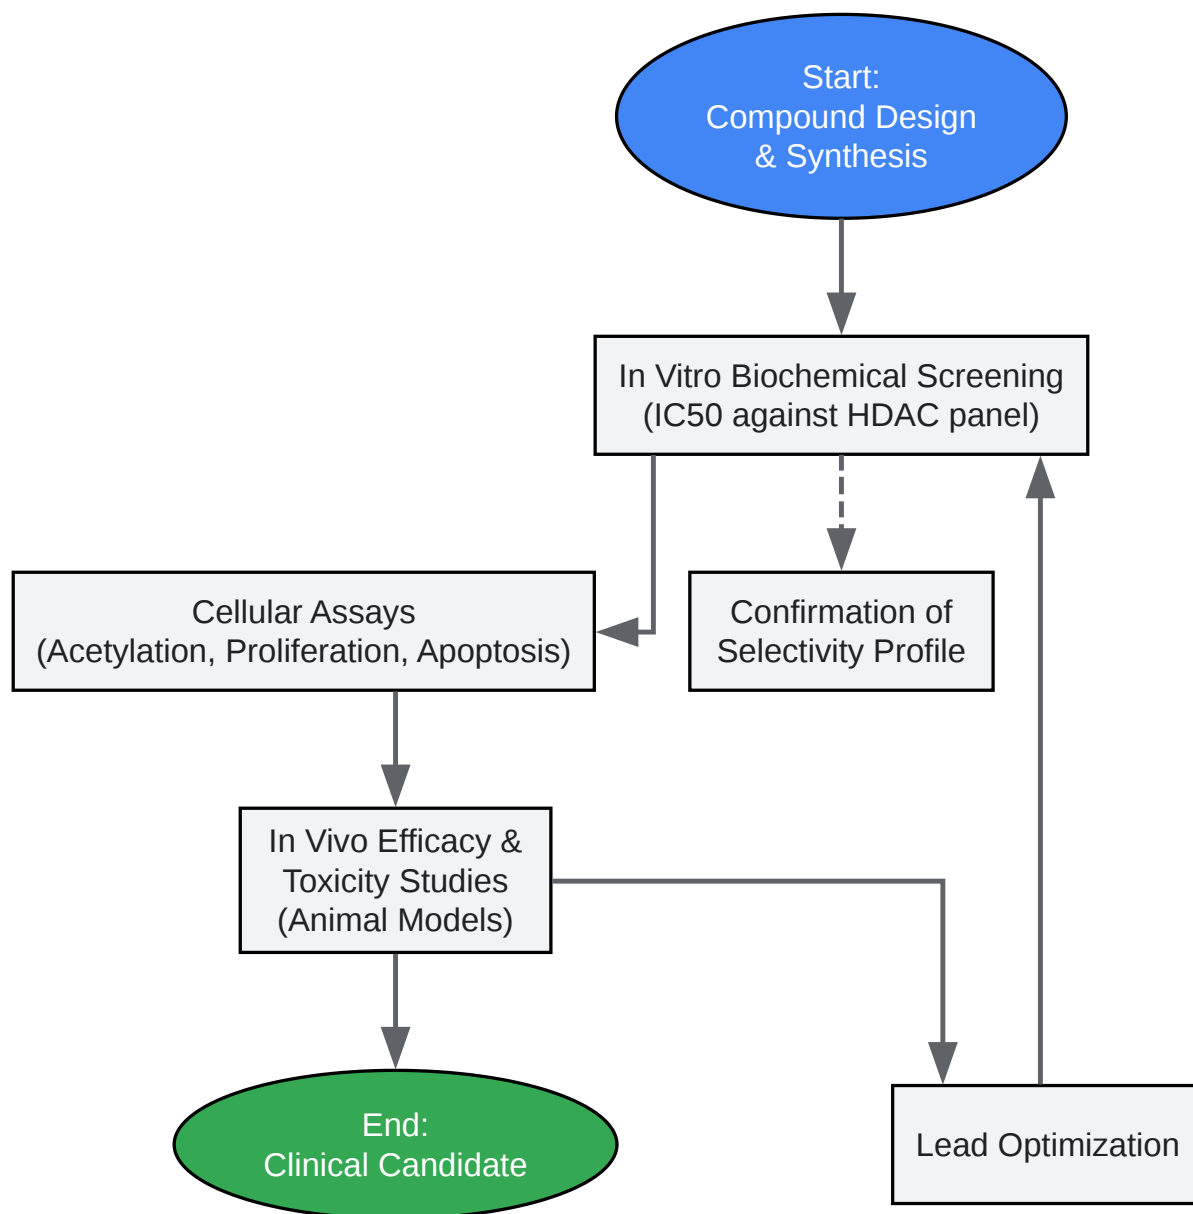 Start:
Compound Design
& Synthesis
In Vitro Biochemical Screening
(IC50 against HDAC panel)
Cellular Assays
(Acetylation, Proliferation, Apoptosis)
Confirmation of
Selectivity Profile
In Vivo Efficacy &
Toxicity Studies
(Animal Models)
End:
Clinical Candidate
Lead Optimization